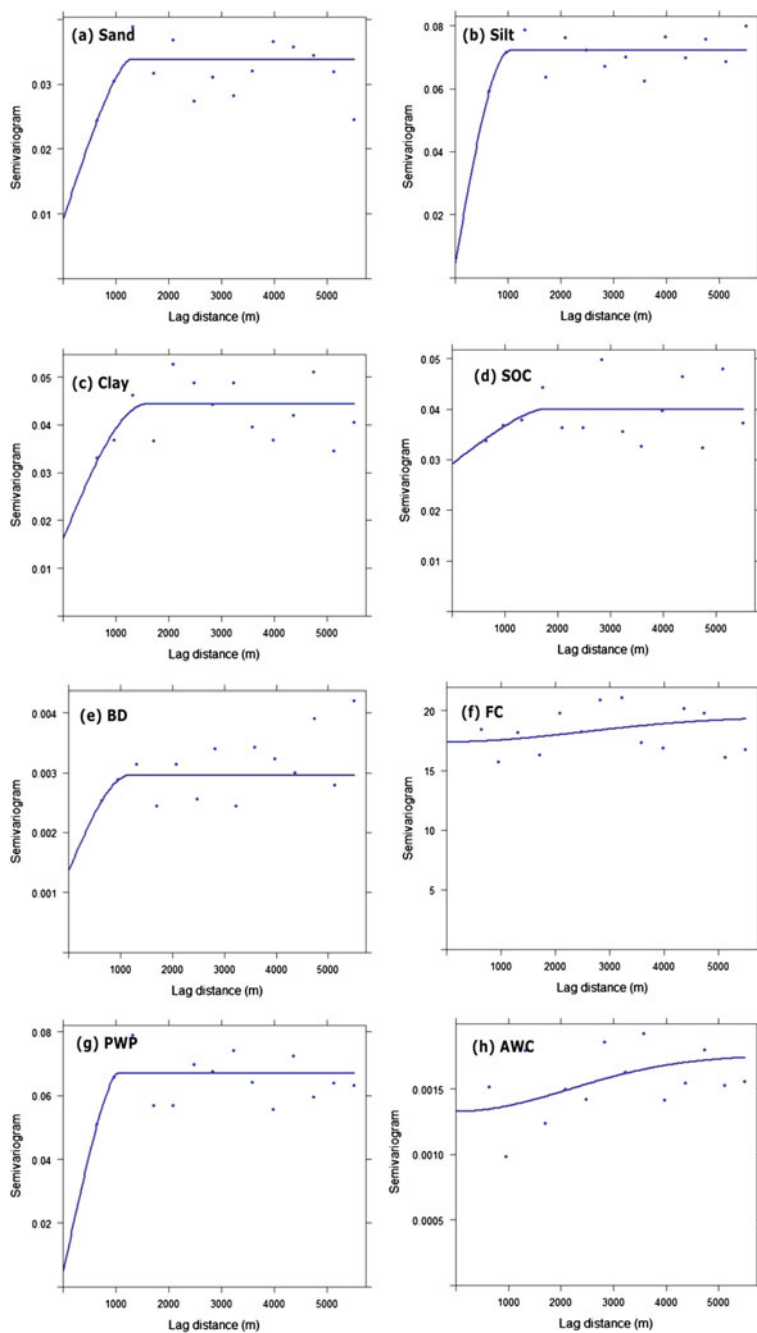 (a) Sand
Semivariogram
0.03
0.02
0.01
1000 2000 3000 4000 5000
Lag distance (m)
(b) Silt
Semivariogram
0.08
0.06
0.04
0.02
1000 2000 3000 4000 5000
Lag distance (m)
(c) Clay
Semivariogram
0.05
0.04
0.03
0.02
0.01
1000 2000 3000 4000 5000
Lag distance (m)
(d) SOC
Semivariogram
0.05
0.04
0.03
0.02
0.01
1000 2000 3000 4000 5000
Lag distance (m)
(e) BD
Semivariogram
0.004
0.003
0.002
0.001
1000 2000 3000 4000 5000
Lag distance (m)
(f) FC
Semivariogram
20
15
10
5
1000 2000 3000 4000 5000
Lag distance (m)
(g) PWP
Semivariogram
0.08
0.06
0.04
0.02
1000 2000 3000 4000 5000
Lag distance (m)
(h) AWC
Semivariogram
0.0015
0.0010
0.0005
1000 2000 3000 4000 5000
Lag distance (m)